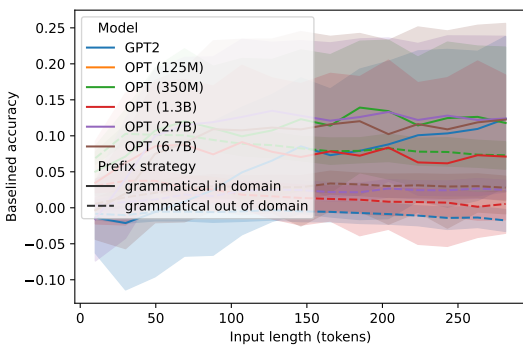 Model
GPT2
OPT (125M)
OPT (350M)
OPT (1.3B)
OPT (2.7B)
OPT (6.7B)
Prefix strategy
grammatical in domain
grammatical out of domain
Baselined accuracy
0.25
0.20
0.15
0.10
0.05
0.00
−0.05
−0.10
0 50 100 150 200 250
Input length (tokens)